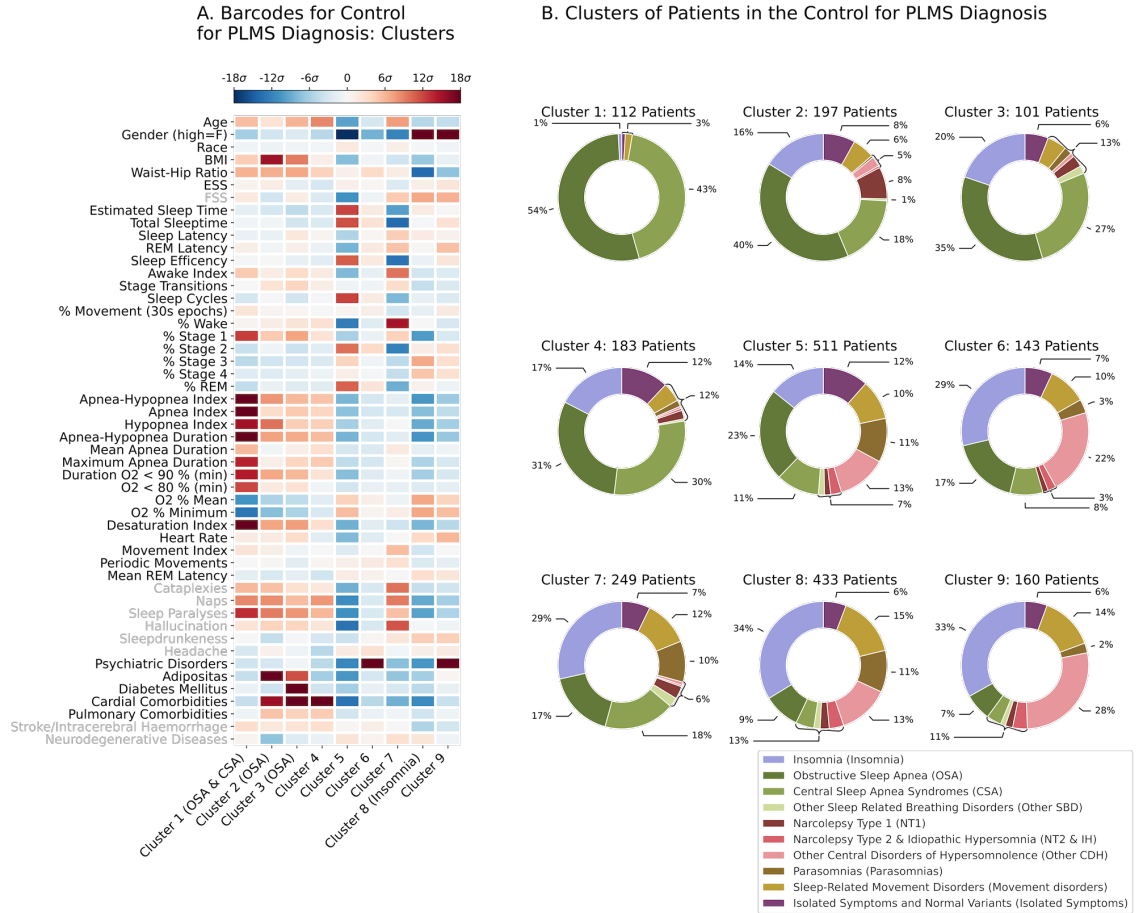 A. Barcodes for Control
for PLMS Diagnosis: Clusters
-18σ -12σ -6σ 0 6σ 12σ 18σ
Age
Gender (high=F)
Race
BMI
Waist-Hip Ratio
ESS
FSS
Estimated Sleep Time
Total Sleeptime
Sleep Latency
REM Latency
Sleep Efficency
Awake Index
Stage Transitions
Sleep Cycles
% Movement (30s epochs)
% Wake
% Stage 1
% Stage 2
% Stage 3
% Stage 4
% REM
Apnea-Hypopnea Index
Apnea Index
Hypopnea Index
Apnea-Hypopnea Duration
Mean Apnea Duration
Maximum Apnea Duration
Duration O2 < 90 % (min)
O2 < 80 % (min)
O2 % Mean
O2 % Minimum
Desaturation Index
Heart Rate
Movement Index
Periodic Movements
Mean REM Latency
Cataplexies
Naps
Sleep Paralyses
Hallucination
Sleepdrunkeness
Headache
Psychiatric Disorders
Adipositas
Diabetes Mellitus
Cardial Comorbidities
Pulmonary Comorbidities
Stroke/Intracerebral Haemorrhage
Neurodegenerative Diseases
Cluster 1 (OSA & CSA)
Cluster 2 (OSA)
Cluster 3 (OSA)
Cluster 4
Cluster 5
Cluster 6
Cluster 7
Cluster 8 (Insomnia)
Cluster 9
B. Clusters of Patients in the Control for PLMS Diagnosis
Cluster 1: 112 Patients
1%
3%
43%
54%
Cluster 2: 197 Patients
16%
8%
6%
5%
8%
1%
18%
40%
Cluster 3: 101 Patients
20%
6%
13%
27%
35%
Cluster 4: 183 Patients
17%
12%
12%
30%
31%
Cluster 5: 511 Patients
14%
12%
10%
11%
13%
7%
11%
23%
Cluster 6: 143 Patients
29%
7%
10%
3%
22%
3%
8%
17%
Cluster 7: 249 Patients
29%
7%
12%
10%
6%
18%
17%
Cluster 8: 433 Patients
34%
6%
15%
11%
13%
13%
9%
Cluster 9: 160 Patients
33%
6%
14%
2%
28%
11%
7%
Insomnia (Insomnia)
Obstructive Sleep Apnea (OSA)
Central Sleep Apnea Syndromes (CSA)
Other Sleep Related Breathing Disorders (Other SBD)
Narcolepsy Type 1 (NT1)
Narcolepsy Type 2 & Idiopathic Hypersomnia (NT2 & IH)
Other Central Disorders of Hypersomnolence (Other CDH)
Parasomnias (Parasomnias)
Sleep-Related Movement Disorders (Movement disorders)
Isolated Symptoms and Normal Variants (Isolated Symptoms)